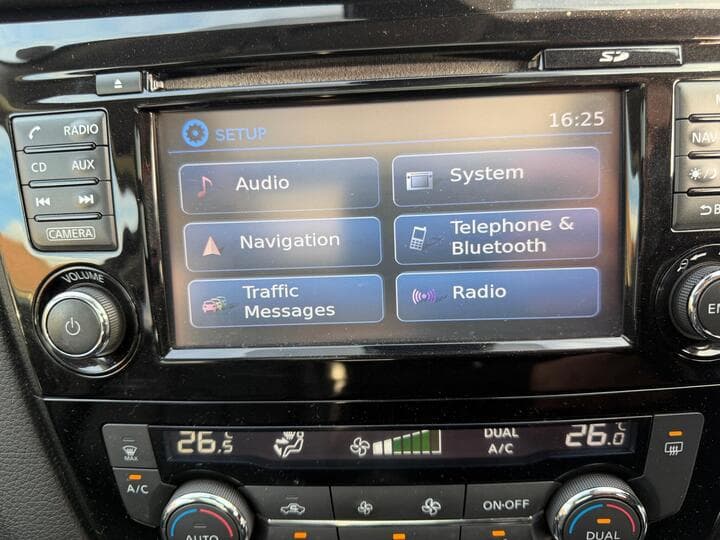 SD
RADIO
CD AUX
CAMERA
VOLUME
SETUP 16:25
Audio
System
Navigation
Telephone &
Bluetooth
Traffic
Messages
Radio
26.5°C
DUAL
A/C
26.0°C
MAX
A/C
ON·OFF
AUTO
DUAL